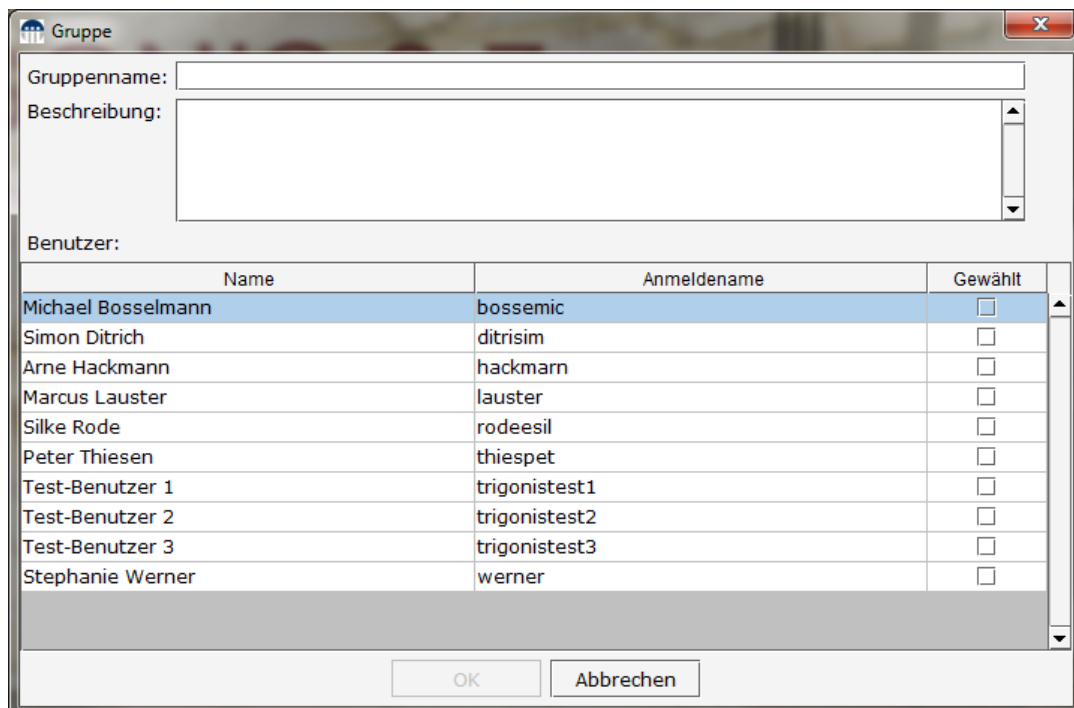 Gruppe
Gruppenname:
Beschreibung:
Benutzer:
Name Anmeldename Gewählt
Michael Bosselmann bossemic
Simon Ditrich ditrisim
Arne Hackmann hackmarn
Marcus Lauster lauster
Silke Rode rodeesil
Peter Thiesen thiespet
Test-Benutzer 1 trigonistest1
Test-Benutzer 2 trigonistest2
Test-Benutzer 3 trigonistest3
Stephanie Werner werner
OK Abbrechen